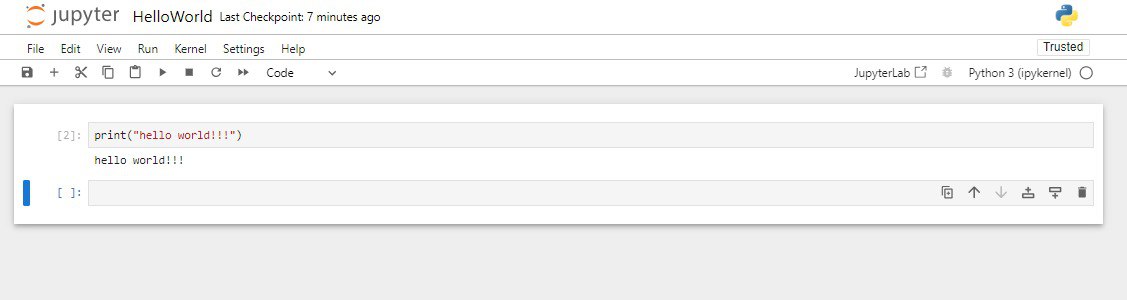 jupyter HelloWorld Last Checkpoint: 7 minutes ago
File Edit View Run Kernel Settings Help Trusted
Code JupyterLab Python 3 (ipykernel)
[2]: print("hello world!!!")
hello world!!!
[ ]: